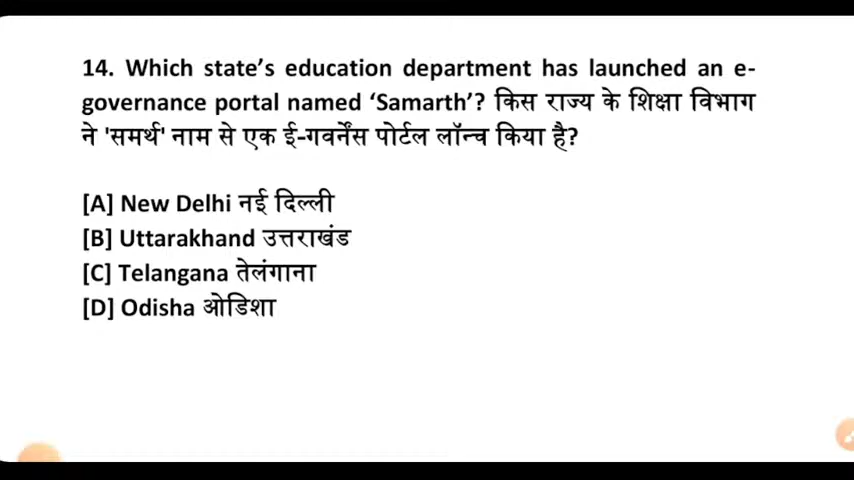 14. Which state’s education department has launched an e-
governance portal named ‘Samarth’? किस राज्य के शिक्षा विभाग
ने 'समर्थ' नाम से एक ई-गवर्नेंस पोर्टल लॉन्च किया है?
[A] New Delhi नई दिल्ली
[B] Uttarakhand उत्तराखंड
[C] Telangana तेलंगाना
[D] Odisha ओडिशा